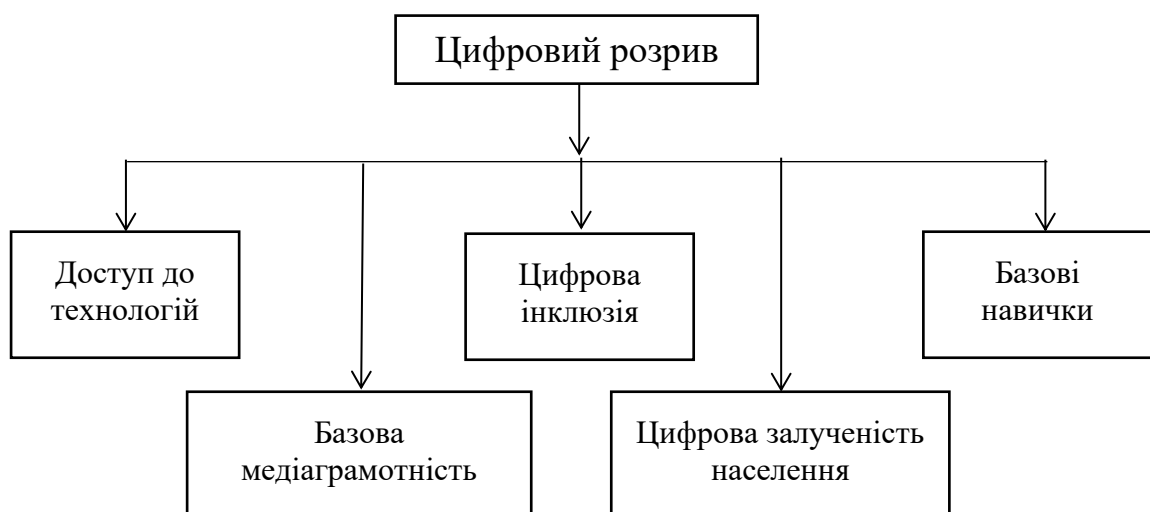 Цифровий розрив
Доступ до
технологій
Цифрова
інклюзія
Базові
навички
Базова
медіаграмотність
Цифрова залученість
населення